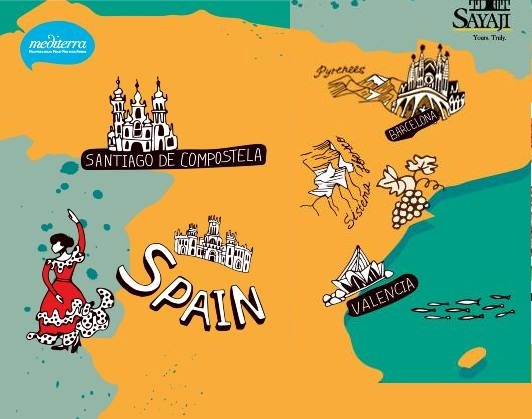 mediterra
SAYAJI
Yours. Truly.
Pyrenees
BARCELONA
SANTIAGO DE COMPOSTELA
SPAIN
VALENCIA